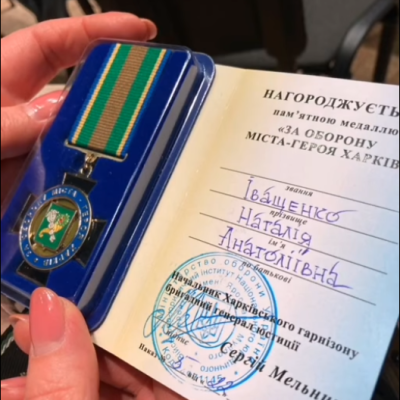 НАГОРОДЖУЄТЬ
пам'ятною медаллю
«ЗА ОБОРОНУ
МІСТА-ГЕРОЯ ХАРКІВ
звання
Іващенко
прізвище
Наталія
ім'я
Анатоліївна
по батькові
Начальник Харківського гарнізону
бригадний генерал юстиції
Сергій Мельник